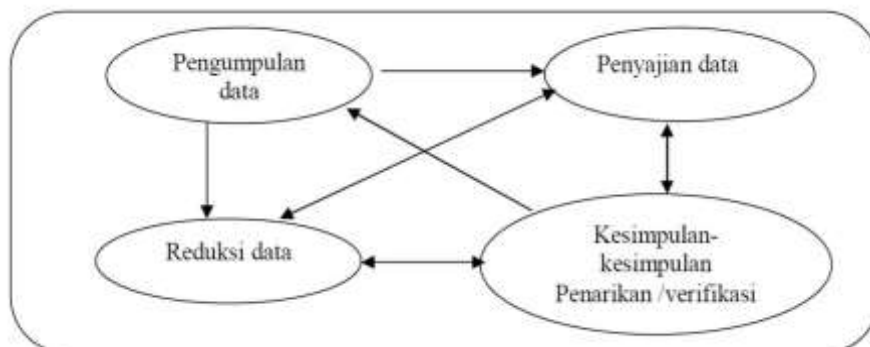 Pengumpulan
data
Penyajian data
Reduksi data
Kesimpulan-
kesimpulan
Penarikan /verifikasi